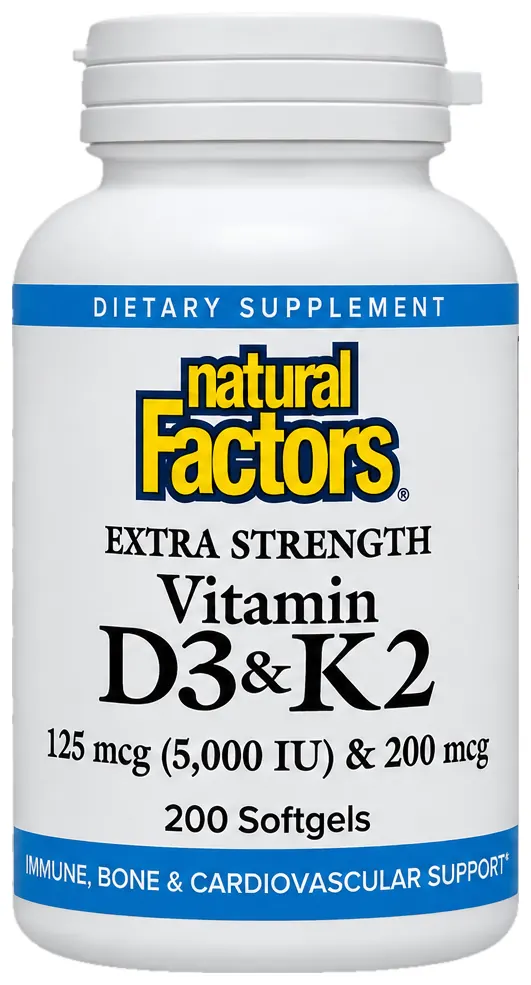 DIETARY SUPPLEMENT
natural
Factors®
EXTRA STRENGTH
Vitamin
D3&K2
125 mcg (5,000 IU) & 200 mcg
200 Softgels
IMMUNE, BONE & CARDIOVASCULAR SUPPORT*